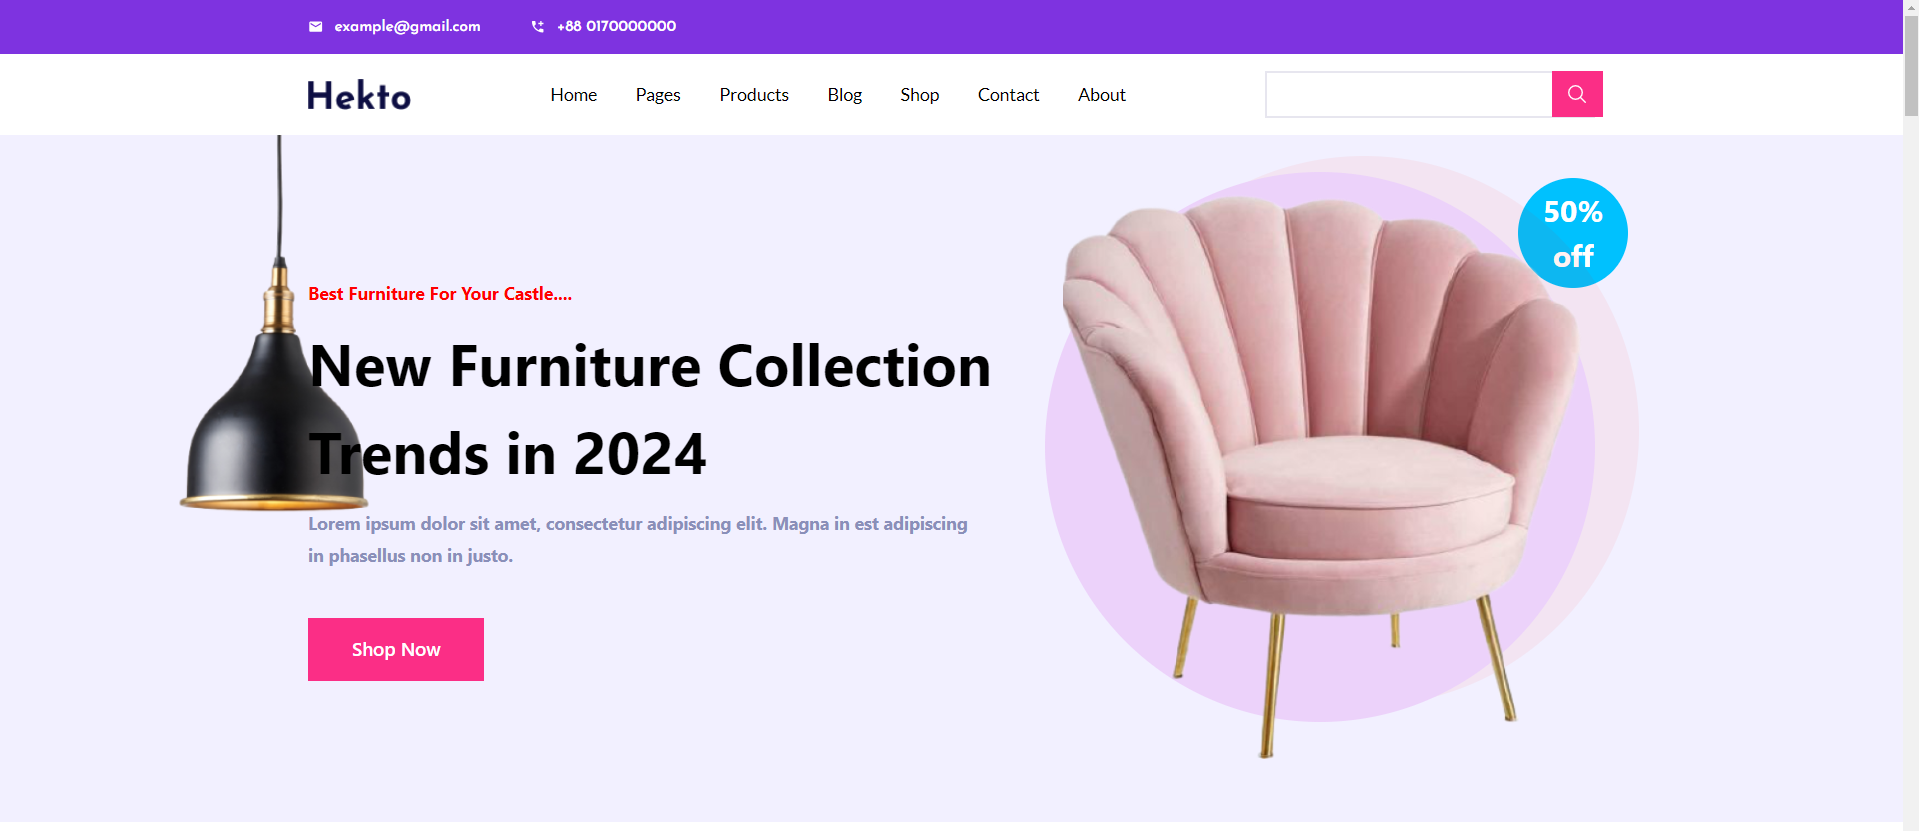 example@gmail.com
+88 0170000000
Hekto
Home
Pages
Products
Blog
Shop
Contact
About
50%
off
Best Furniture For Your Castle....
New Furniture Collection
Trends in 2024
Lorem ipsum dolor sit amet, consectetur adipiscing elit. Magna in est adipiscing
in phasellus non in justo.
Shop Now